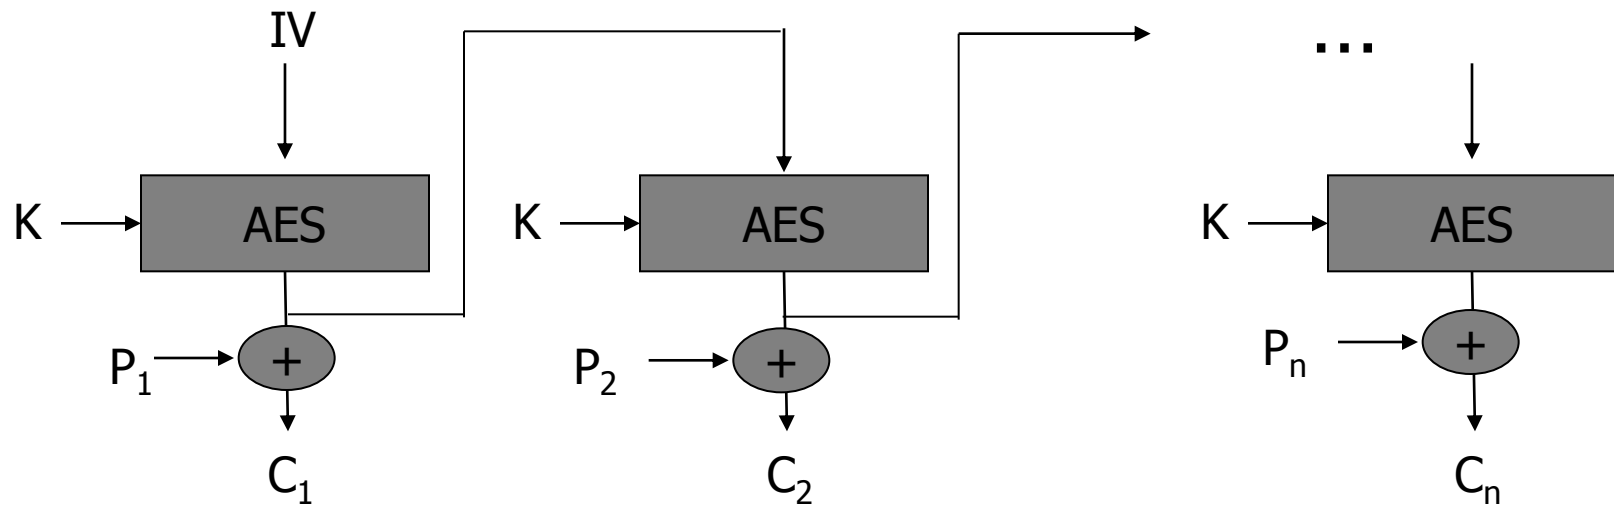 IV ...
K AES K AES K AES
P₁ + P₂ + Pₙ +
C₁ C₂ Cₙ